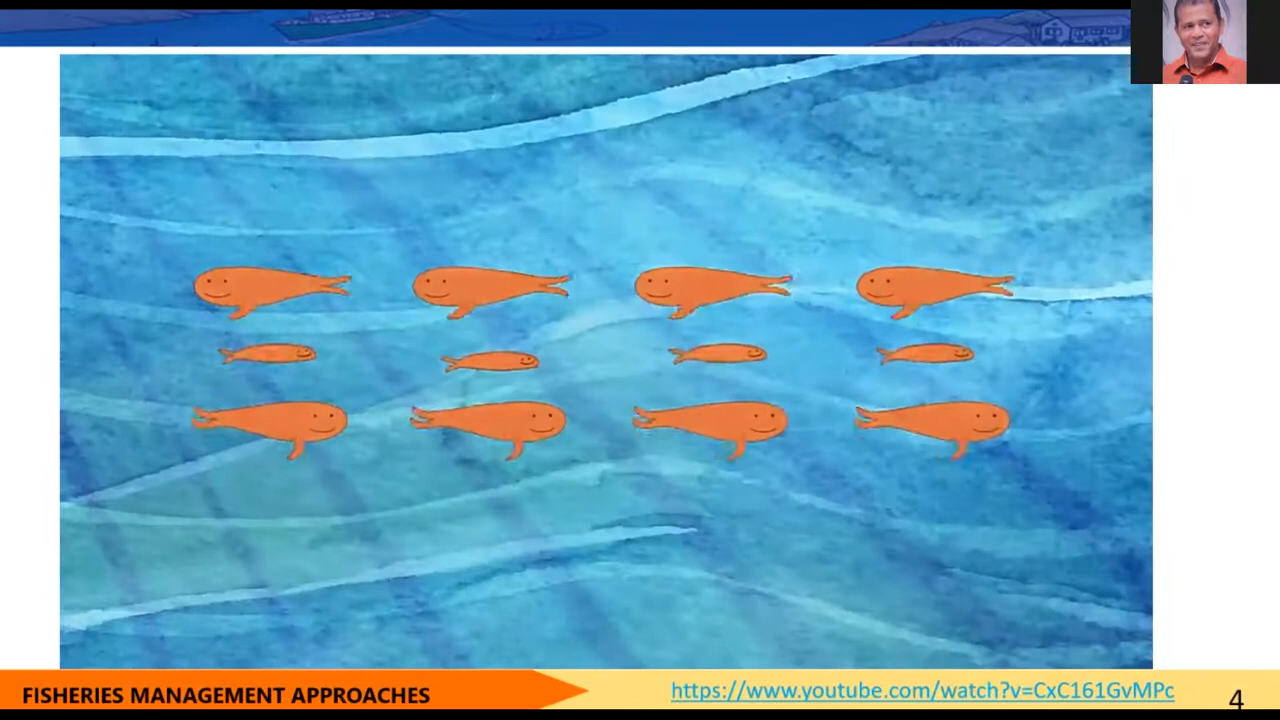 FISHERIES MANAGEMENT APPROACHES
https://www.youtube.com/watch?v=CxC161GvMPc
4